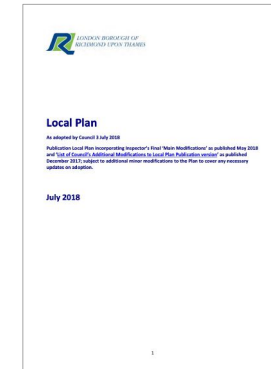 LONDON BOROUGH OF
RICHMOND UPON THAMES
Local Plan
As adopted by Council 3 July 2018
Publication Local Plan incorporating Inspector's Final 'Main Modifications' as published May 2018
and 'List of Council's Additional Modifications to Local Plan Publication version' as published
December 2017; subject to additional minor modifications to the Plan to cover any necessary
updates on adoption.
July 2018
1